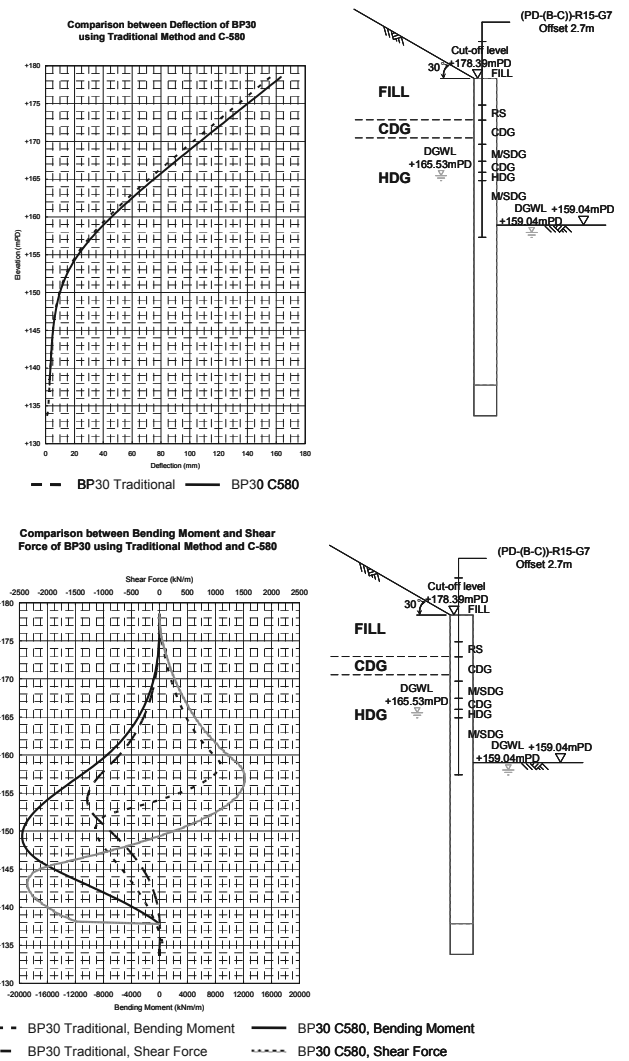 Comparison between Deflection of BP30
using Traditional Method and C-580
+180
+175
+170
+165
+160
+155
+150
+145
+140
+135
+130
Elevation (mPD)
0 20 40 60 80 100 120 140 160 180
Deflection (mm)
BP30 Traditional BP30 C580
(PD-(B-C))-R15-G7
Offset 2.7m
Cut-off level
+178.39mPD
30°
FILL
FILL
RS
CDG
CDG
DGWL
+165.53mPD
M/SDG
CDG
HDG
HDG
M/SDG
DGWL +159.04mPD
+159.04mPD
Comparison between Bending Moment and Shear
Force of BP30 using Traditional Method and C-580
Shear Force (kN/m)
-2500 -2000 -1500 -1000 -500 0 500 1000 1500 2000 2500
+180
+175
+170
+165
+160
+155
+150
+145
+140
+135
+130
-20000 -16000 -12000 -8000 -4000 0 4000 8000 12000 16000 20000
Bending Moment (kNm/m)
BP30 Traditional, Bending Moment BP30 C580, Bending Moment
BP30 Traditional, Shear Force BP30 C580, Shear Force
(PD-(B-C))-R15-G7
Offset 2.7m
Cut-off level
+178.39mPD
30°
FILL
FILL
RS
CDG
CDG
DGWL
+165.53mPD
M/SDG
CDG
HDG
HDG
M/SDG
DGWL +159.04mPD
+159.04mPD